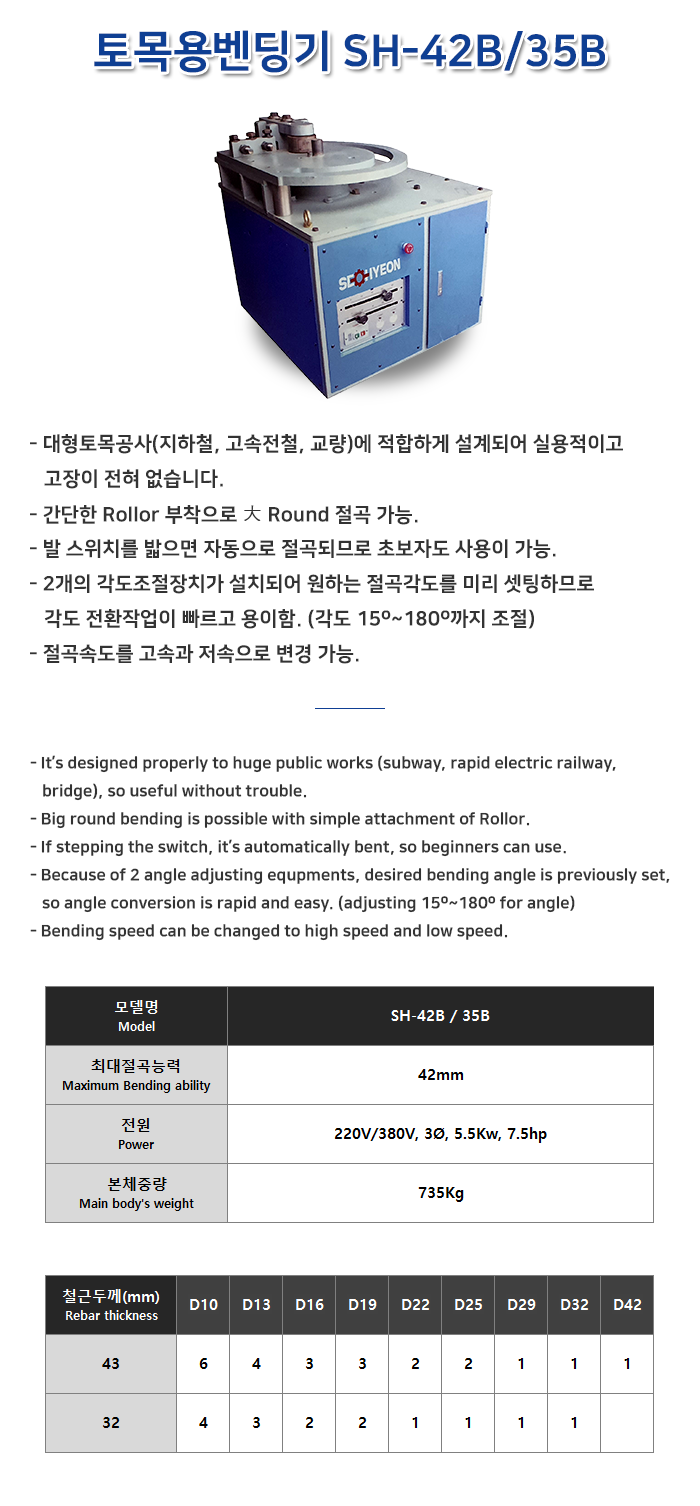 토목용벤딩기 SH-42B/35B
SEOHYEON
- 대형토목공사(지하철, 고속전철, 교량)에 적합하게 설계되어 실용적이고
고장이 전혀 없습니다.
- 간단한 Rollor 부착으로 大 Round 절곡 가능.
- 발 스위치를 밟으면 자동으로 절곡되므로 초보자도 사용이 가능.
- 2개의 각도조절장치가 설치되어 원하는 절곡각도를 미리 셋팅하므로
각도 전환작업이 빠르고 용이함. (각도 15º~180º까지 조절)
- 절곡속도를 고속과 저속으로 변경 가능.
- It's designed properly to huge public works (subway, rapid electric railway,
bridge), so useful without trouble.
- Big round bending is possible with simple attachment of Rollor.
- If stepping the switch, it's automatically bent, so beginners can use.
- Because of 2 angle adjusting equpments, desired bending angle is previously set,
so angle conversion is rapid and easy. (adjusting 15º~180º for angle)
- Bending speed can be changed to high speed and low speed.
모델명
Model
SH-42B / 35B
최대절곡능력
Maximum Bending ability
42mm
전원
Power
220V/380V, 3Ø, 5.5Kw, 7.5hp
본체중량
Main body's weight
735Kg
철근두께(mm)
Rebar thickness
D10 D13 D16 D19 D22 D25 D29 D32 D42
43 6 4 3 3 2 2 1 1 1
32 4 3 2 2 1 1 1 1